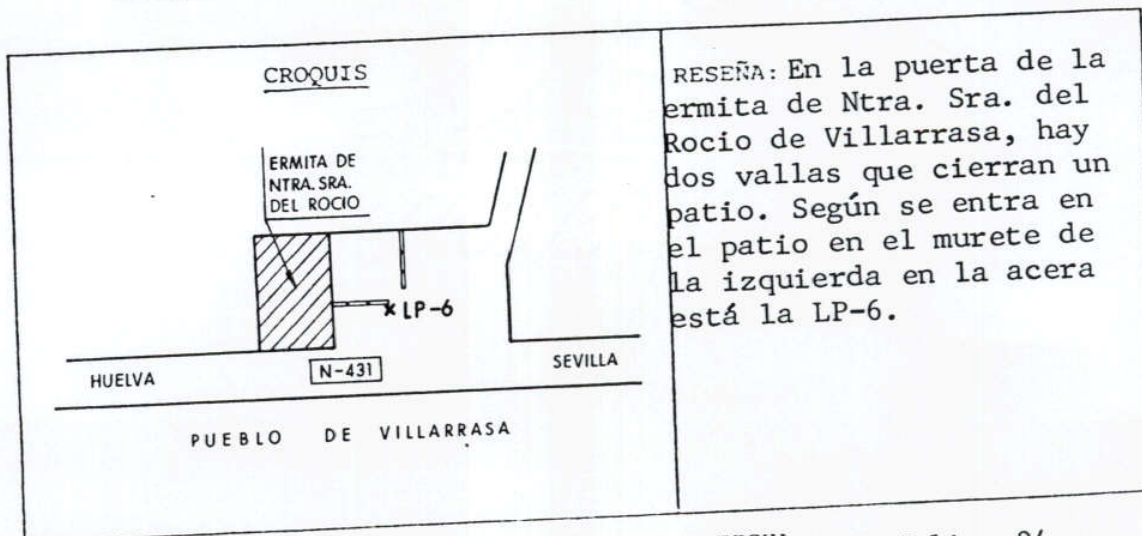 CROQUIS
ERMITA DE
NTRA. SRA.
DEL ROCIO
LP-6
HUELVA
N-431
SEVILLA
PUEBLO DE VILLARRASA
RESEÑA: En la puerta de la
ermita de Ntra. Sra. del
Rocio de Villarrasa, hay
dos vallas que cierran un
patio. Según se entra en
el patio en el murete de
la izquierda en la acera
está la LP-6.